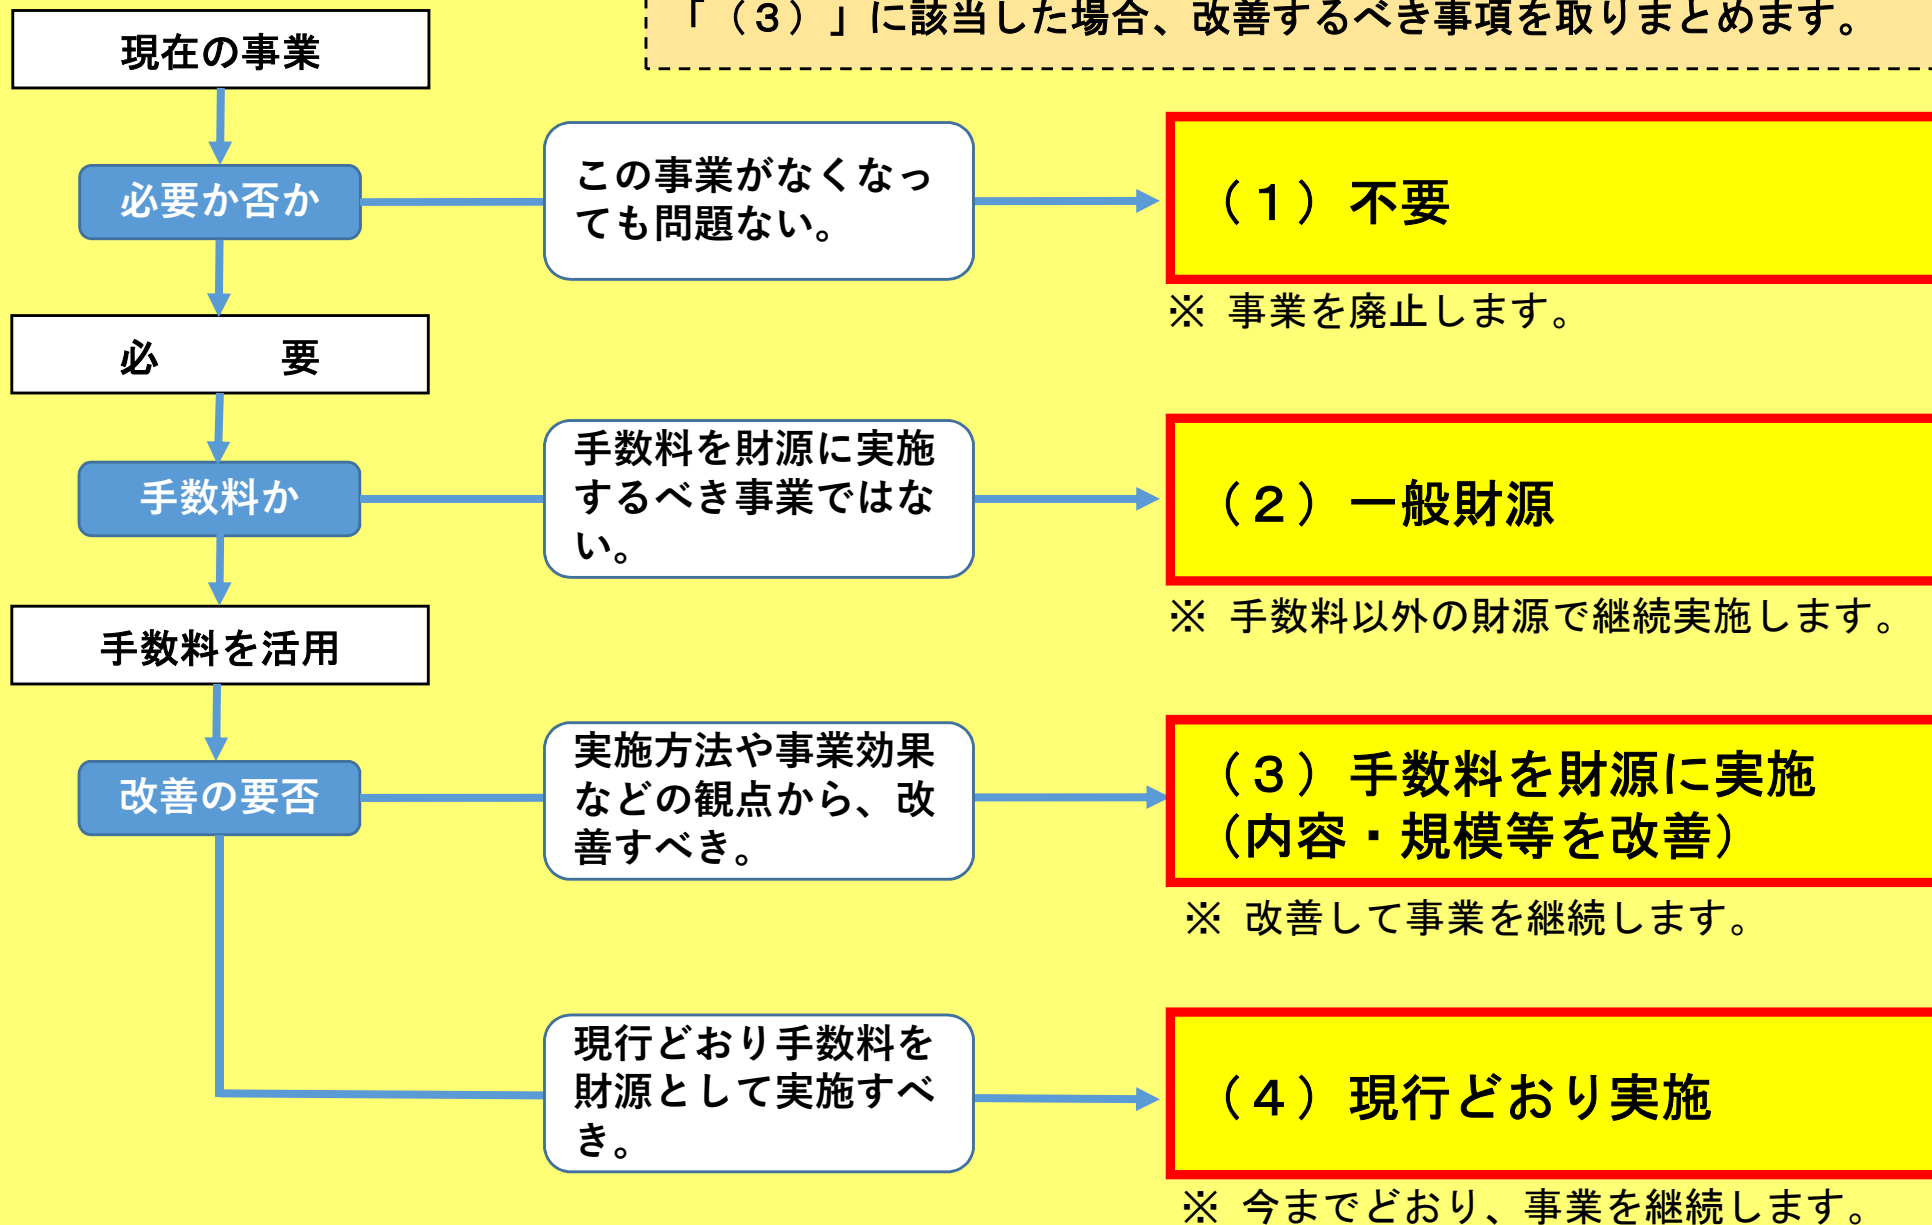 「（３）」に該当した場合、改善するべき事項を取りまとめます。
現在の事業
必要か否か
この事業がなくなっ
ても問題ない。
（１）不要
※ 事業を廃止します。
必　　　要
手数料か
手数料を財源に実施
するべき事業ではな
い。
（２）一般財源
※ 手数料以外の財源で継続実施します。
手数料を活用
改善の要否
実施方法や事業効果
などの観点から、改
善すべき。
（３）手数料を財源に実施
（内容・規模等を改善）
※ 改善して事業を継続します。
現行どおり手数料を
財源として実施すべ
き。
（４）現行どおり実施
※ 今までどおり、事業を継続します。